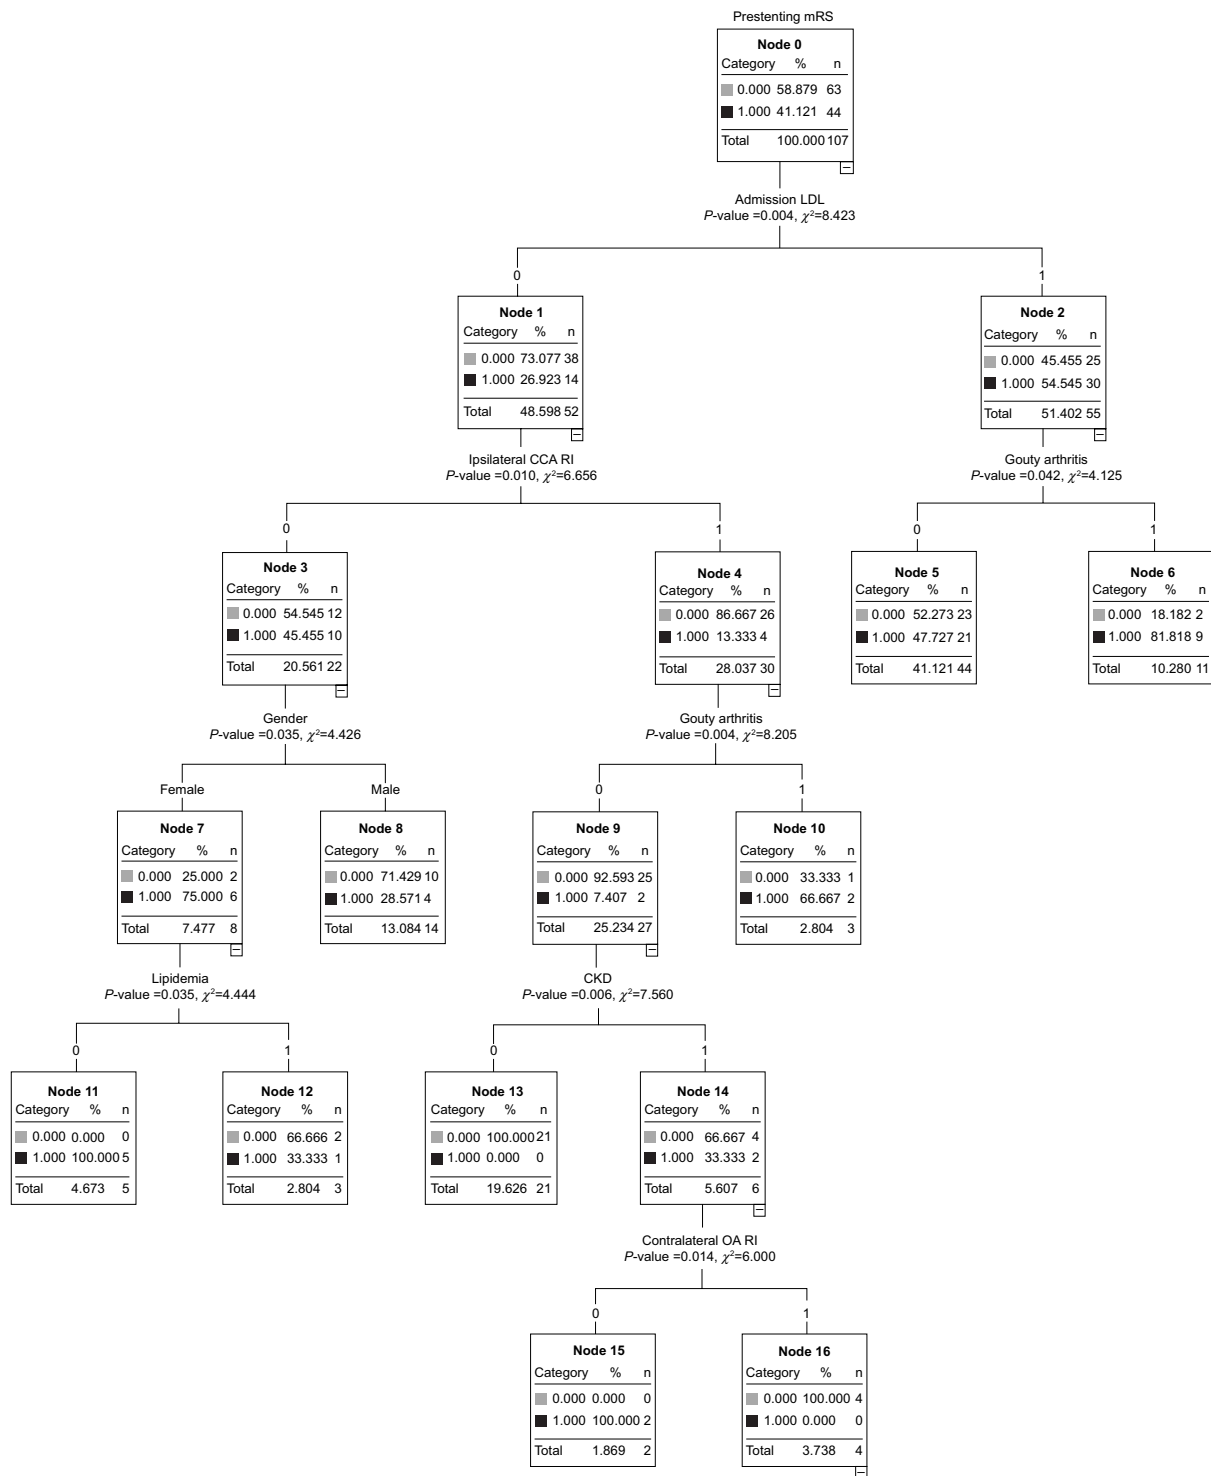 Prestenting mRS
Node 0
Category % n
0.000 58.879 63
1.000 41.121 44
Total 100.000 107
Admission LDL
P-value =0.004, χ²=8.423
0
1
Node 1
Category % n
0.000 73.077 38
1.000 26.923 14
Total 48.598 52
Node 2
Category % n
0.000 45.455 25
1.000 54.545 30
Total 51.402 55
Ipsilateral CCA RI
P-value =0.010, χ²=6.656
Gouty arthritis
P-value =0.042, χ²=4.125
0
1
0
1
Node 3
Category % n
0.000 54.545 12
1.000 45.455 10
Total 20.561 22
Node 4
Category % n
0.000 86.667 26
1.000 13.333 4
Total 28.037 30
Node 5
Category % n
0.000 52.273 23
1.000 47.727 21
Total 41.121 44
Node 6
Category % n
0.000 18.182 2
1.000 81.818 9
Total 10.280 11
Gender
P-value =0.035, χ²=4.426
Gouty arthritis
P-value =0.004, χ²=8.205
Female
Male
0
1
Node 7
Category % n
0.000 25.000 2
1.000 75.000 6
Total 7.477 8
Node 8
Category % n
0.000 71.429 10
1.000 28.571 4
Total 13.084 14
Node 9
Category % n
0.000 92.593 25
1.000 7.407 2
Total 25.234 27
Node 10
Category % n
0.000 33.333 1
1.000 66.667 2
Total 2.804 3
Lipidemia
P-value =0.035, χ²=4.444
CKD
P-value =0.006, χ²=7.560
0
1
0
1
Node 11
Category % n
0.000 0.000 0
1.000 100.000 5
Total 4.673 5
Node 12
Category % n
0.000 66.666 2
1.000 33.333 1
Total 2.804 3
Node 13
Category % n
0.000 100.000 21
1.000 0.000 0
Total 19.626 21
Node 14
Category % n
0.000 66.667 4
1.000 33.333 2
Total 5.607 6
Contralateral OA RI
P-value =0.014, χ²=6.000
0
1
Node 15
Category % n
0.000 0.000 0
1.000 100.000 2
Total 1.869 2
Node 16
Category % n
0.000 100.000 4
1.000 0.000 0
Total 3.738 4